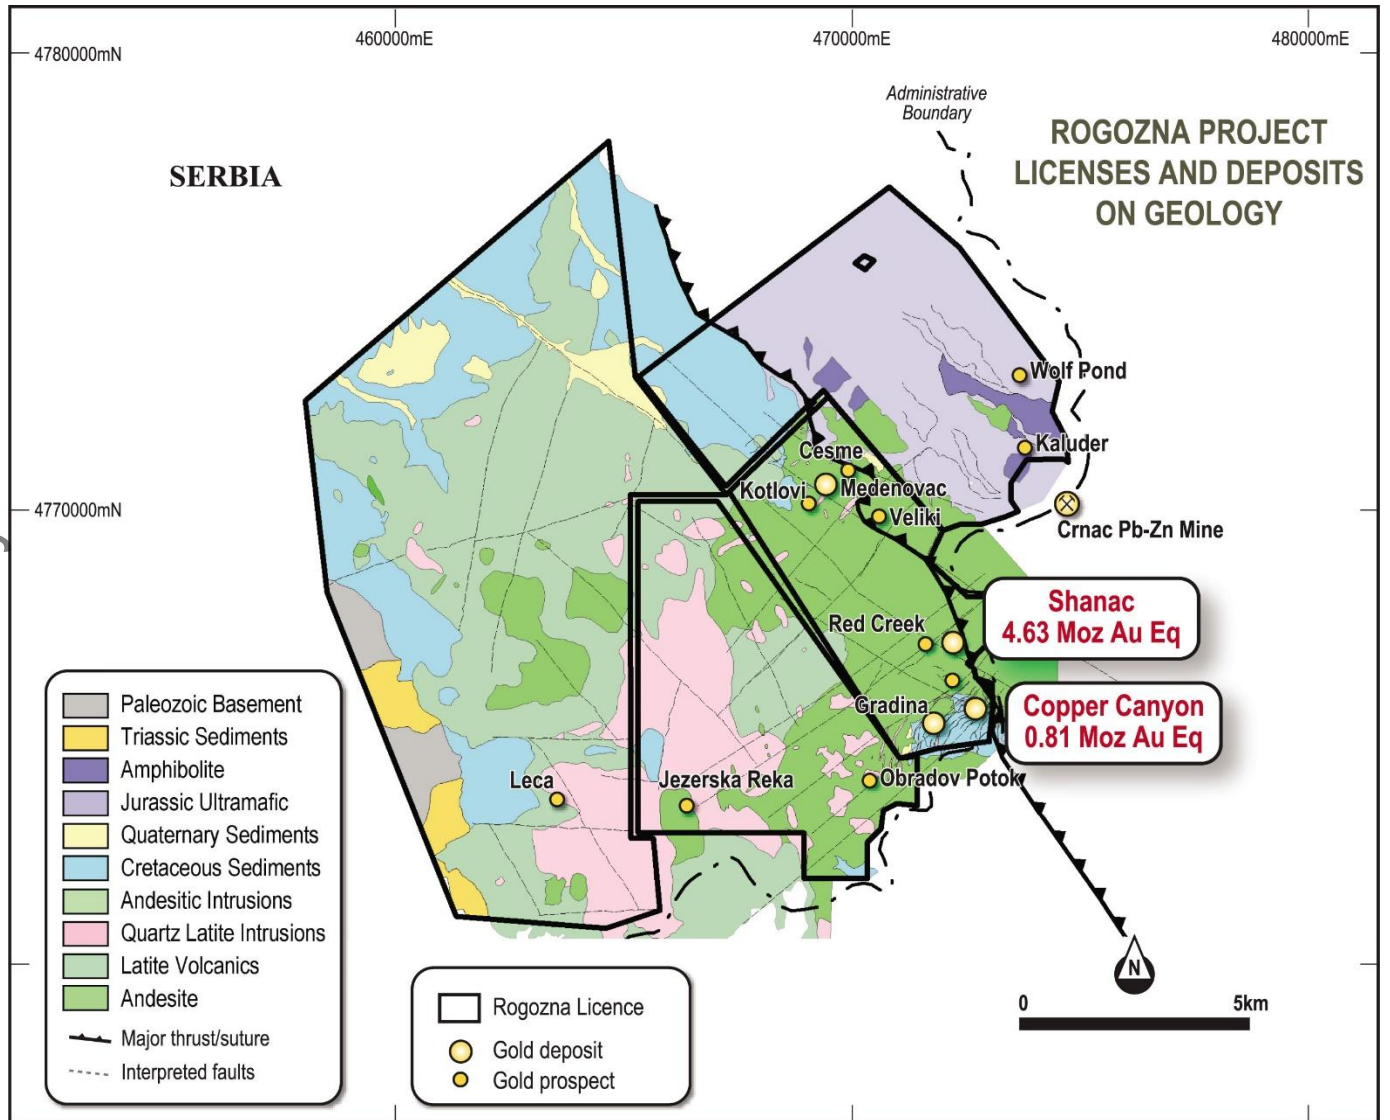 460000mE
470000mE
480000mE
4780000mN
Administrative
Boundary
ROGOZNA PROJECT
LICENSES AND DEPOSITS
ON GEOLOGY
SERBIA
Wolf Pond
Kaluder
Cesme
Kotlovi
Medenovac
4770000mN
Veliki
Crnac Pb-Zn Mine
Shanac
4.63 Moz Au Eq
Red Creek
Gradina
Copper Canyon
0.81 Moz Au Eq
Leca
Jezerska Reka
Obradov Potok
Paleozoic Basement
Triassic Sediments
Amphibolite
Jurassic Ultramafic
Quaternary Sediments
Cretaceous Sediments
Andesitic Intrusions
Quartz Latite Intrusions
Latite Volcanics
Andesite
Major thrust/suture
Interpreted faults
Rogozna Licence
Gold deposit
Gold prospect
N
0 5km